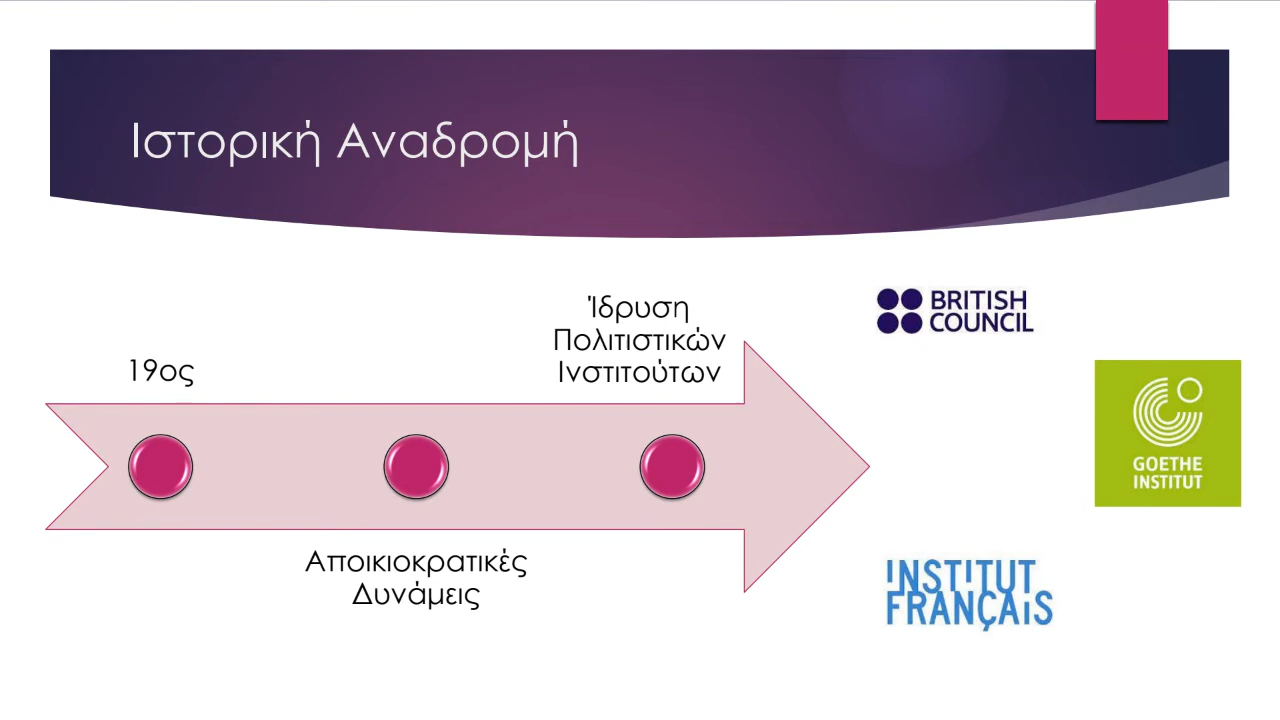 Ιστορική Αναδρομή
19ος
Αποικιοκρατικές
Δυνάμεις
Ίδρυση
Πολιτιστικών
Ινστιτούτων
BRITISH
COUNCIL
GOETHE
INSTITUT
INSTITUT
FRANÇAIS